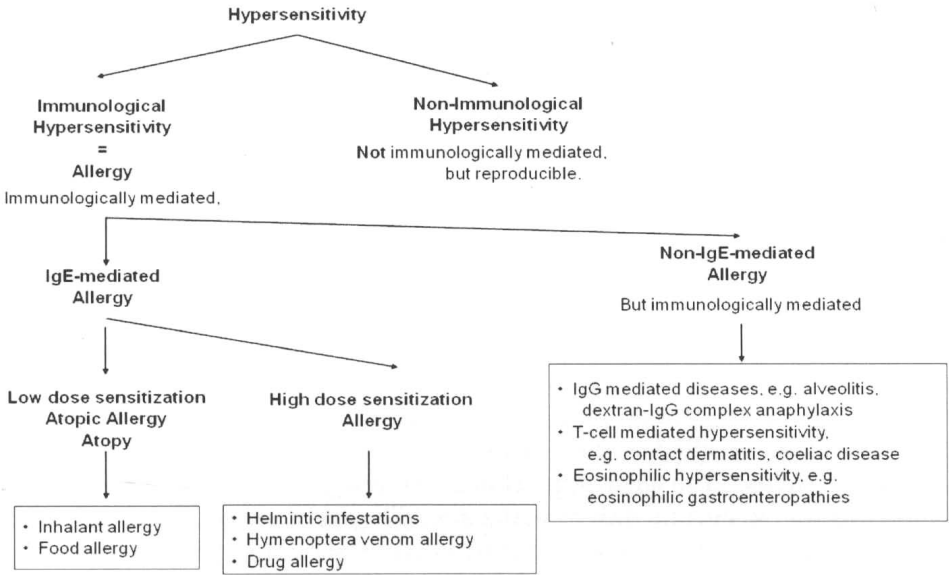 Hypersensitivity
Immunological
Hypersensitivity
=
Allergy
Immunologically mediated,
Non-Immunological
Hypersensitivity
Not immunologically mediated,
but reproducible.
IgE-mediated
Allergy
Non-IgE-mediated
Allergy
But immunologically mediated
Low dose sensitization
Atopic Allergy
Atopy
High dose sensitization
Allergy
• IgG mediated diseases, e.g. alveolitis,
dextran-IgG complex anaphylaxis
• T-cell mediated hypersensitivity,
e.g. contact dermatitis, coeliac disease
• Eosinophilic hypersensitivity, e.g.
eosinophilic gastroenteropathies
• Inhalant allergy
• Food allergy
• Helmintic infestations
• Hymenoptera venom allergy
• Drug allergy